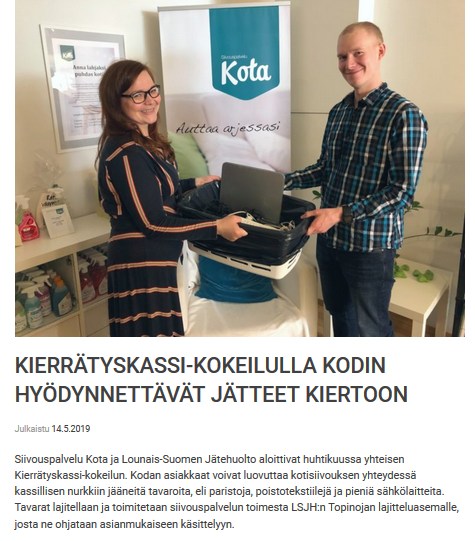 Anna lahjaksi
puhdas koti
Siivouspalvelu
Kota
Auttaa arjessasi
KIERRÄTYSKASSI-KOKEILULLA KODIN
HYÖDYNNETTÄVÄT JÄTTEET KIERTOON
Julkaistu 14.5.2019
Siivouspalvelu Kota ja Lounais-Suomen Jätehuolto aloittivat huhtikuussa yhteisen
Kierrätyskassi-kokeilun. Kodan asiakkaat voivat luovuttaa kotisiivouksen yhteydessä
kassillisen nurkkiin jääneitä tavaroita, eli paristoja, poistotekstiilejä ja pieniä sähkölaitteita.
Tavarat lajitellaan ja toimitetaan siivouspalvelun toimesta LSJH:n Topinojan lajitteluasemalle,
josta ne ohjataan asianmukaiseen käsittelyyn.